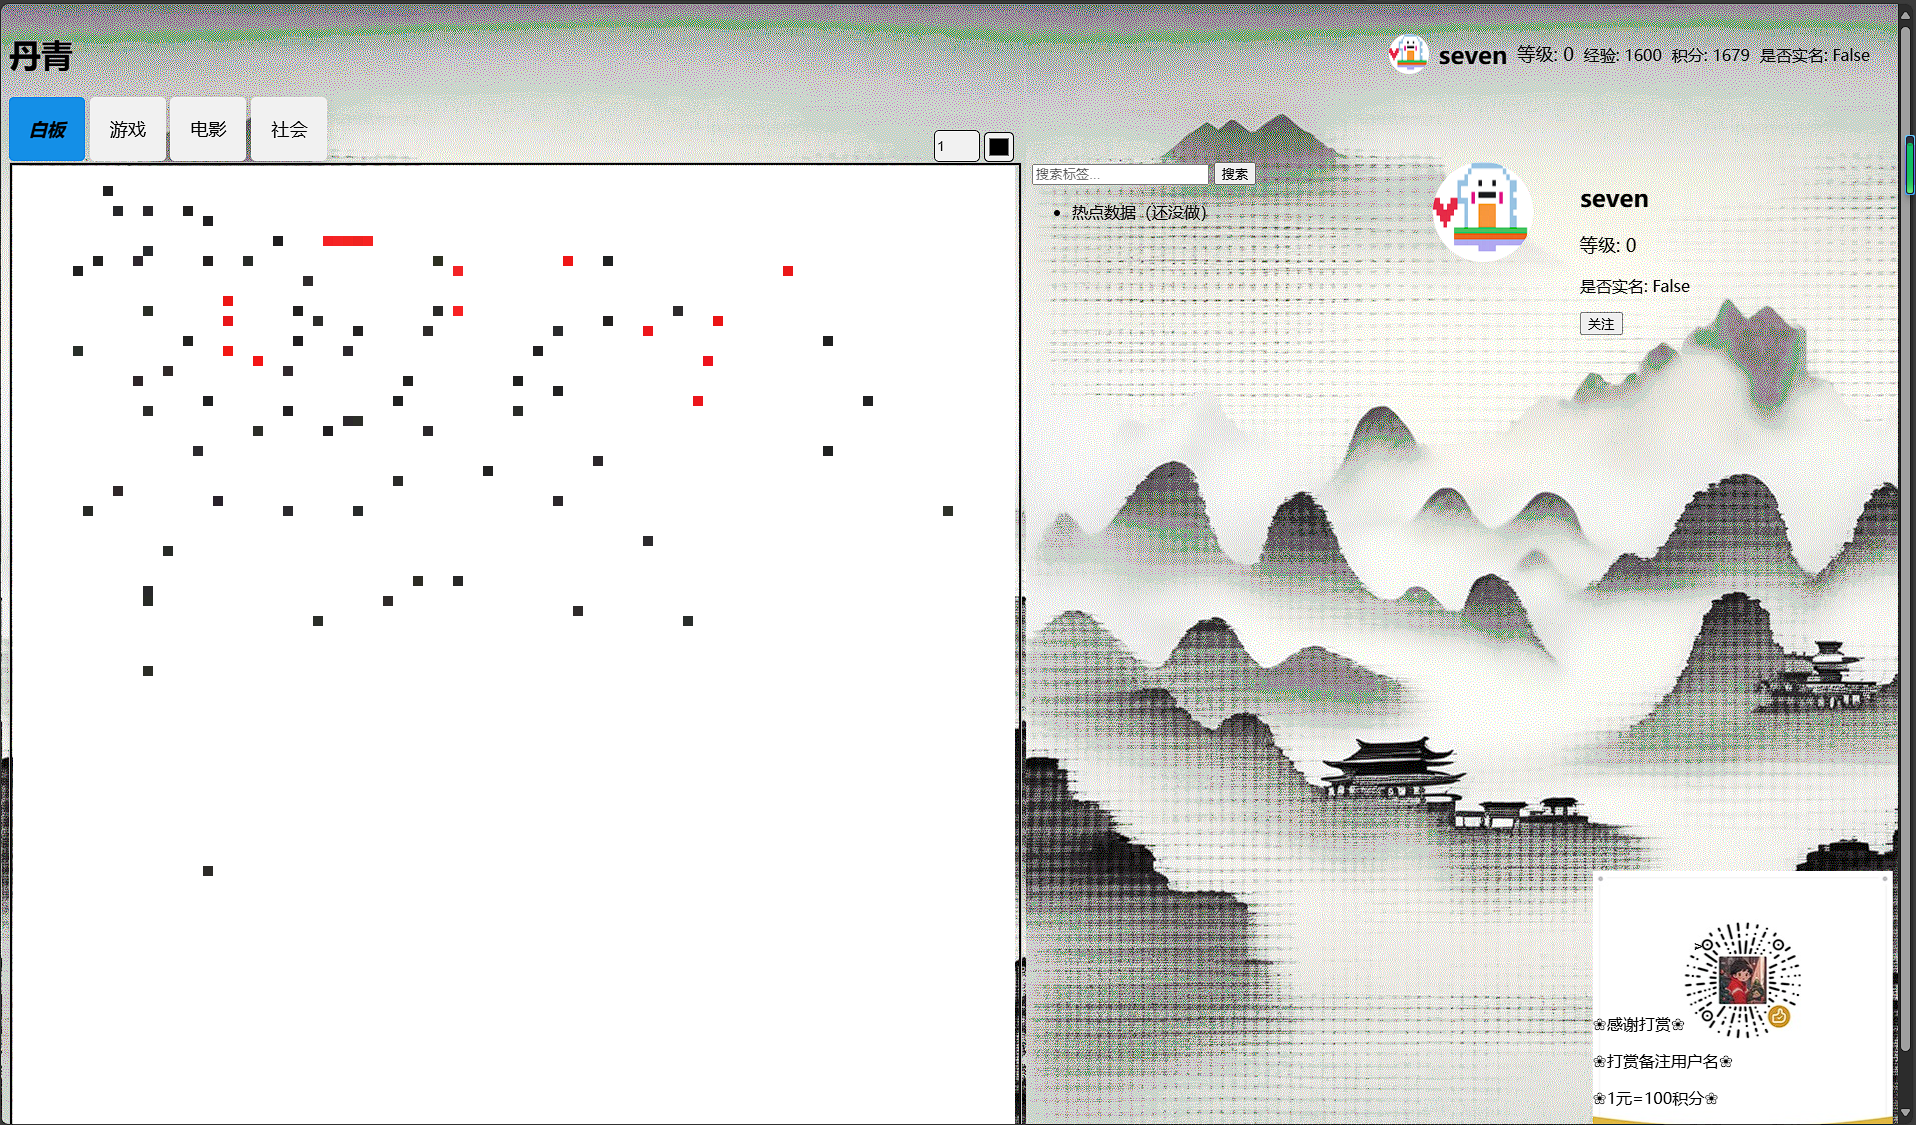 丹青
seven 等级: 0 经验: 1600 积分: 1679 是否实名: False
白板 游戏 电影 社会
1
搜索标签... 搜索
热点数据（还没做）
seven
等级: 0
是否实名: False
关注
❀感谢打赏❀
❀打赏备注用户名❀
❀1元=100积分❀